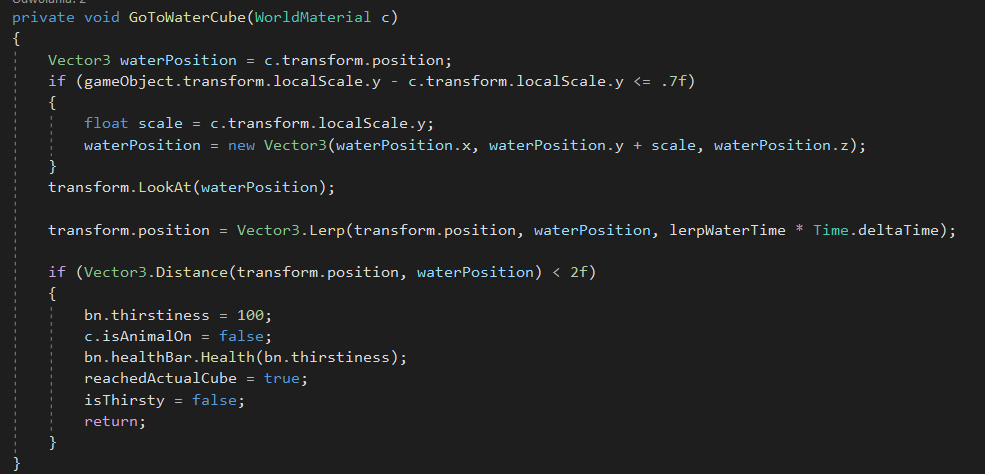 Odwołania: 2
private void GoToWaterCube(WorldMaterial c)
{
    Vector3 waterPosition = c.transform.position;
    if (gameObject.transform.localScale.y - c.transform.localScale.y <= .7f)
    {
        float scale = c.transform.localScale.y;
        waterPosition = new Vector3(waterPosition.x, waterPosition.y + scale, waterPosition.z);
    }
    transform.LookAt(waterPosition);

    transform.position = Vector3.Lerp(transform.position, waterPosition, lerpWaterTime * Time.deltaTime);

    if (Vector3.Distance(transform.position, waterPosition) < 2f)
    {
        bn.thirstiness = 100;
        c.isAnimalOn = false;
        bn.healthBar.Health(bn.thirstiness);
        reachedActualCube = true;
        isThirsty = false;
        return;
    }
}